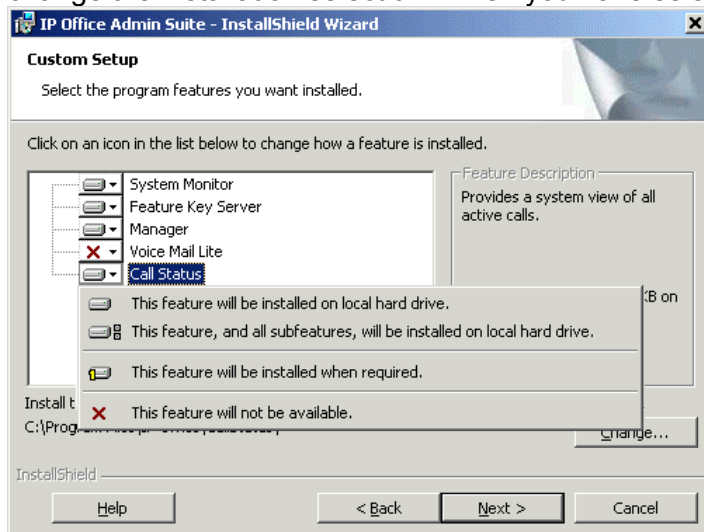 IP Office Admin Suite - InstallShield Wizard
Custom Setup
Select the program features you want installed.
Click on an icon in the list below to change how a feature is installed.
System Monitor
Feature Key Server
Manager
Voice Mail Lite
Call Status
Feature Description
Provides a system view of all
active calls.
KB on
This feature will be installed on local hard drive.
This feature, and all subfeatures, will be installed on local hard drive.
This feature will be installed when required.
This feature will not be available.
Install t
C:\Prog
Change...
InstallShield
Help
< Back
Next >
Cancel